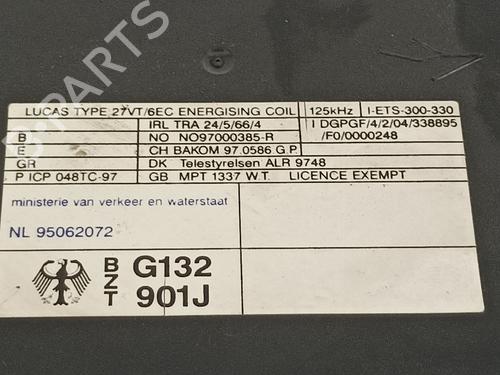 LUCAS TYPE 27VT/6EC ENERGISING COIL 125kHz I-ETS-300-330
IRL TRA 24/5/66/4 I DGPGF/4/2/04/338895
B NO NO97000385-R /F0/0000248
E CH BAKOM 97.0586.G.P.
GR DK Telestyrelsen ALR 9748
P ICP 048TC-97 GB MPT 1337 W.T. LICENCE EXEMPT
ministerie van verkeer en waterstaat
NL 95062072
BZT G132
901J
B-PARTS